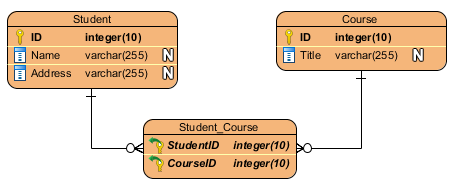 Student
ID integer(10)
Name varchar(255) N
Address varchar(255) N
Course
ID integer(10)
Title varchar(255) N
Student_Course
StudentID integer(10)
CourseID integer(10)